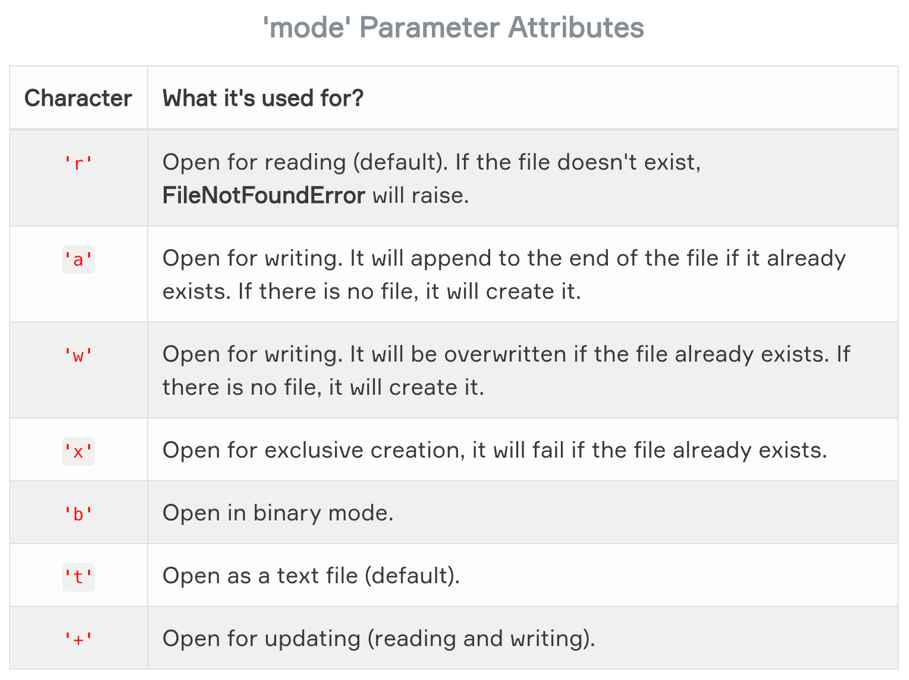 'mode' Parameter Attributes
Character What it's used for?
'r' Open for reading (default). If the file doesn't exist,
FileNotFoundError will raise.
'a' Open for writing. It will append to the end of the file if it already
exists. If there is no file, it will create it.
'w' Open for writing. It will be overwritten if the file already exists. If
there is no file, it will create it.
'x' Open for exclusive creation, it will fail if the file already exists.
'b' Open in binary mode.
't' Open as a text file (default).
'+' Open for updating (reading and writing).